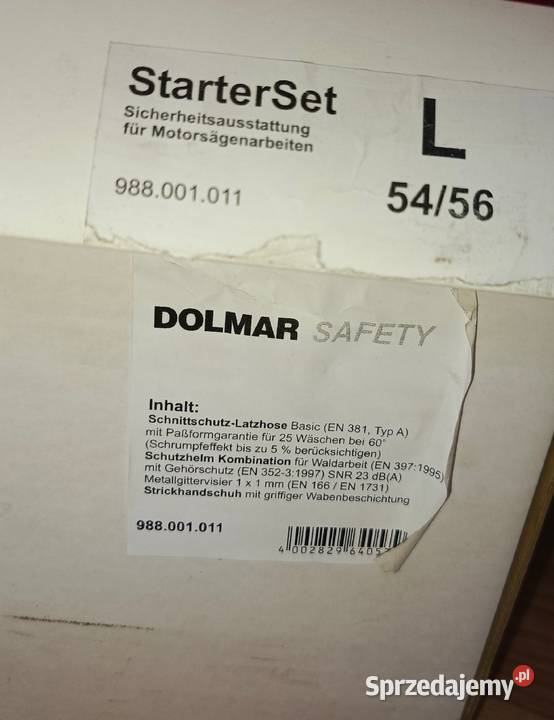 StarterSet
Sicherheitsausstattung
für Motorsägenarbeiten
L
988.001.011
54/56
DOLMAR SAFETY
Inhalt:
Schnittschutz-Latzhose Basic (EN 381, Typ A)
mit Paßformgarantie für 25 Wäschen bei 60°
(Schrumpfeffekt bis zu 5 % berücksichtigen)
Schutzhelm Kombination für Waldarbeit (EN 397:1995)
mit Gehörschutz (EN 352-3:1997) SNR 23 dB(A)
Metallgittervisier 1 x 1 mm (EN 166 / EN 1731)
Strickhandschuh mit griffiger Wabenbeschichtung
988.001.011
4 002829 6405
Sprzedajemy.pl